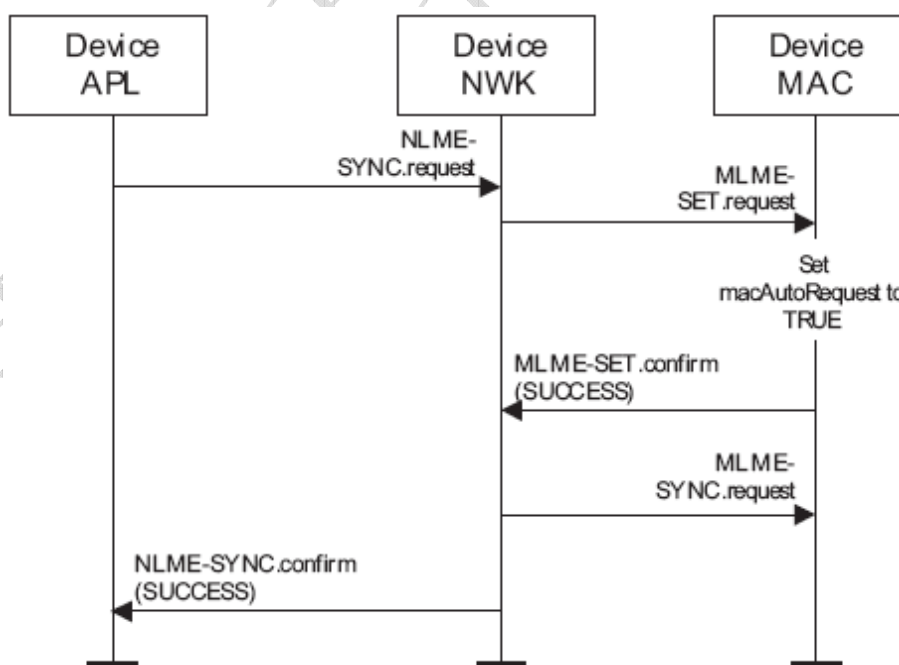 Device
APL
Device
NWK
Device
MAC
NLME-
SYNC.request
MLME-
SET.request
Set
macAutoRequest to
TRUE
MLME-SET.confirm
(SUCCESS)
MLME-
SYNC.request
NLME-SYNC.confirm
(SUCCESS)